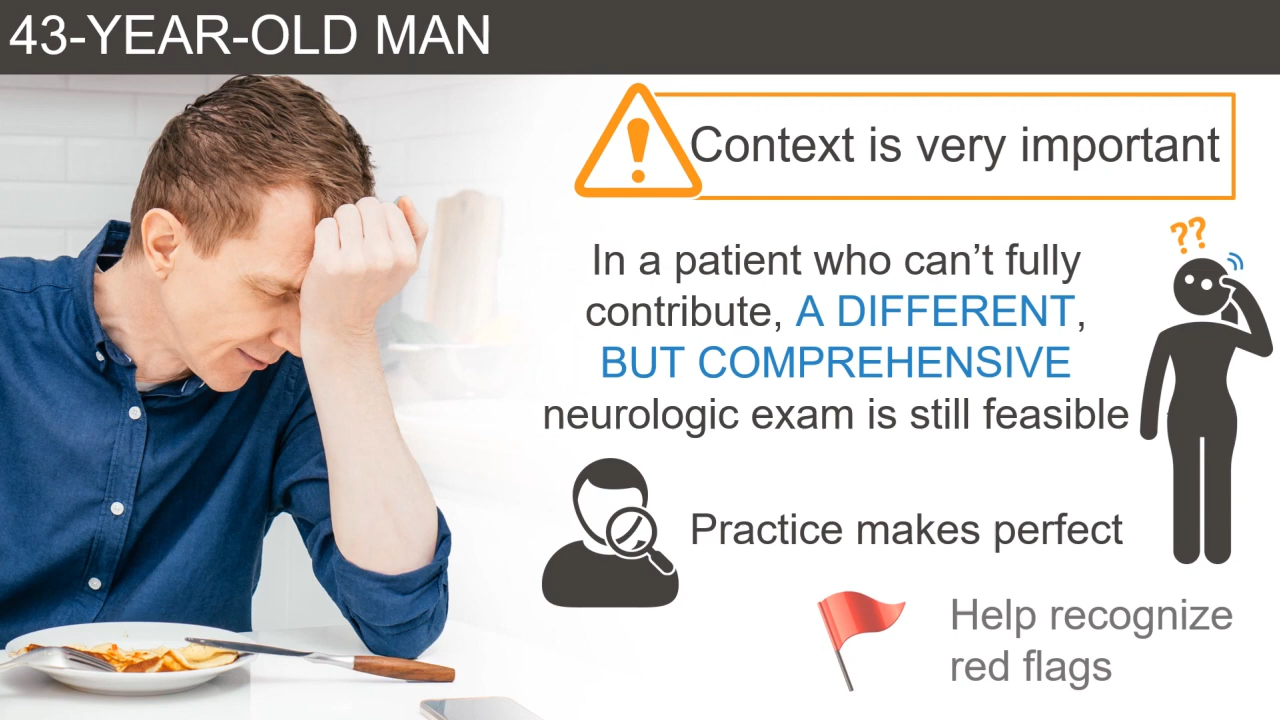 43-YEAR-OLD MAN
Context is very important
??
In a patient who can’t fully
contribute, A DIFFERENT,
BUT COMPREHENSIVE
neurologic exam is still feasible
Practice makes perfect
Help recognize
red flags